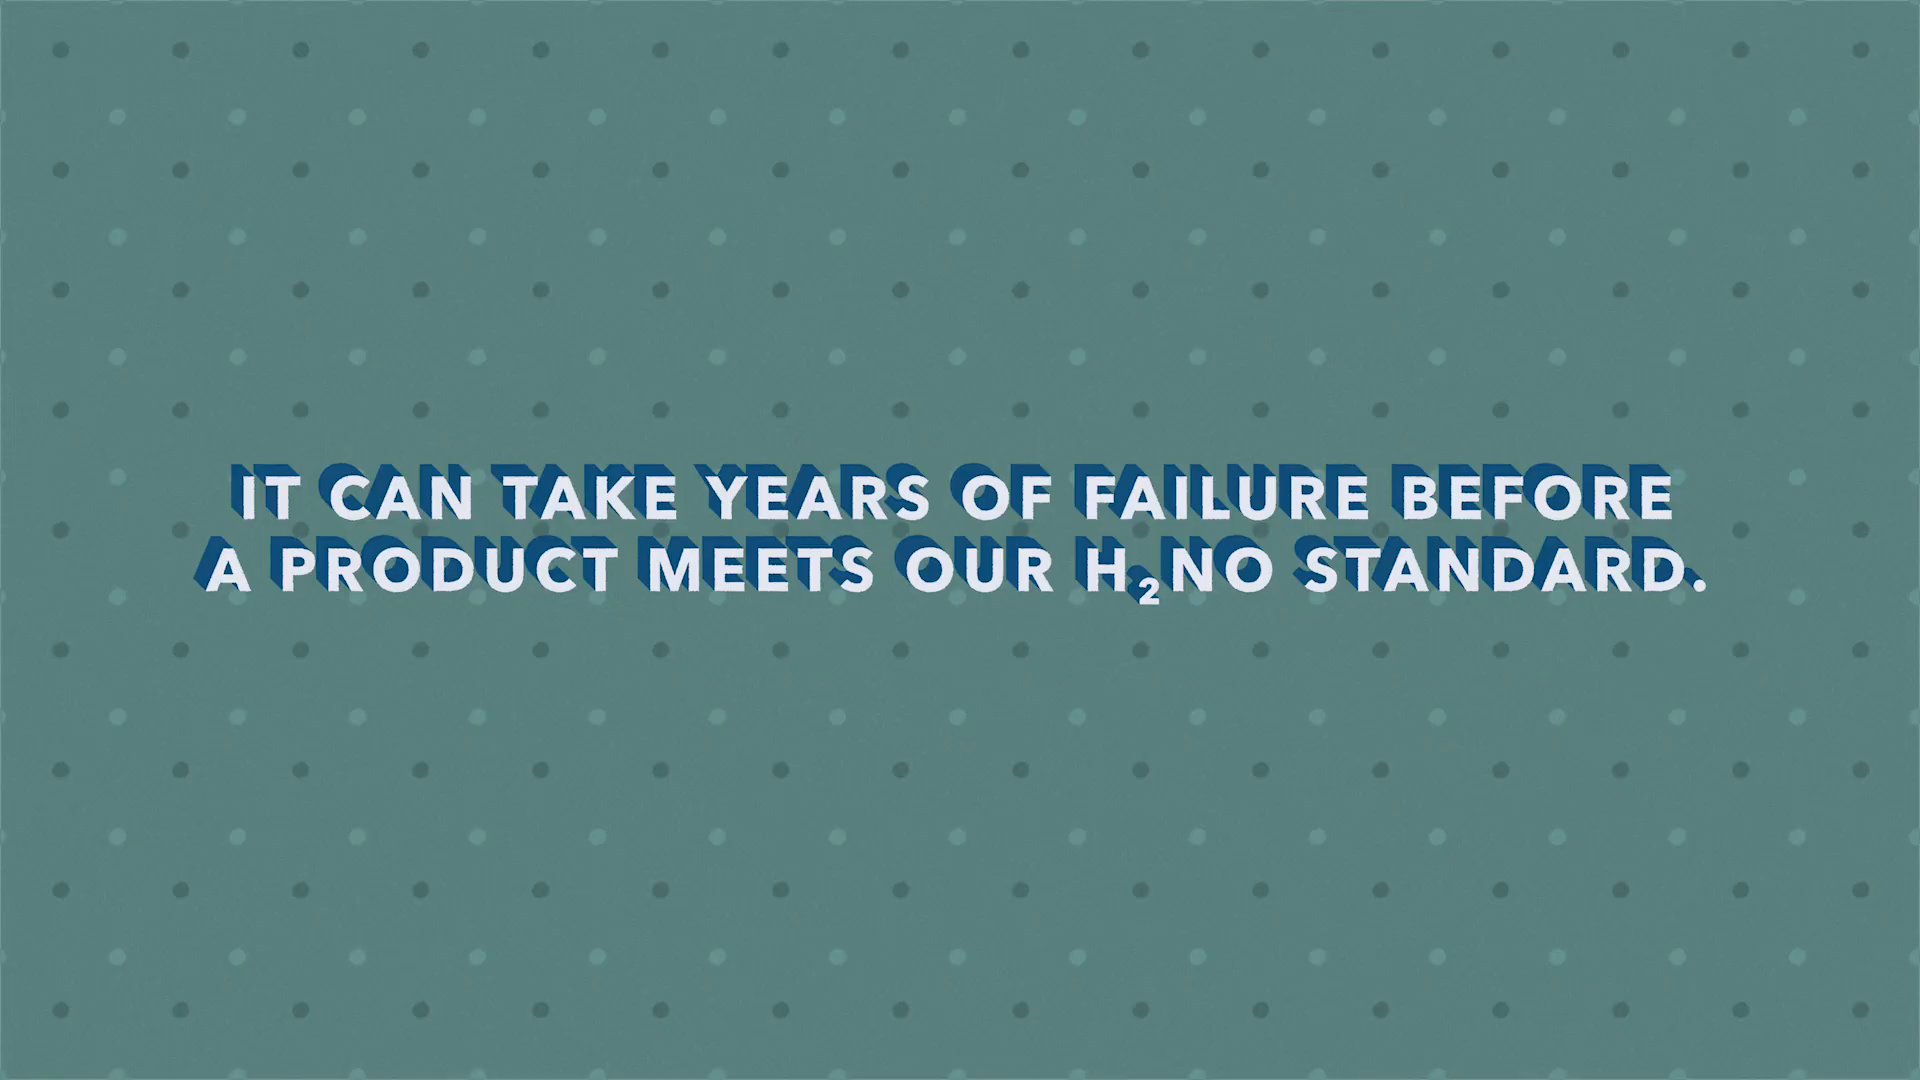 IT CAN TAKE YEARS OF FAILURE BEFORE
A PRODUCT MEETS OUR H₂NO STANDARD.